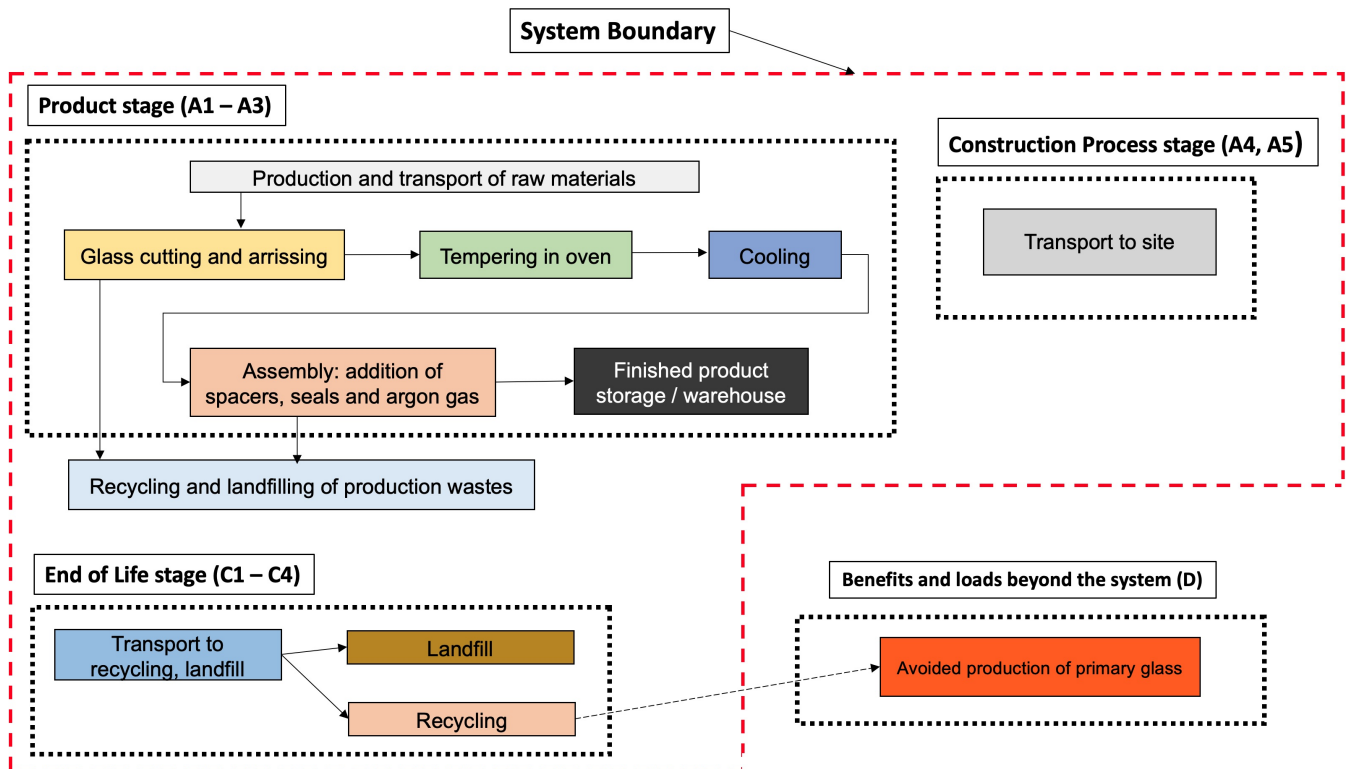 System Boundary
Product stage (A1 – A3)
Construction Process stage (A4, A5)
Production and transport of raw materials
Glass cutting and arrissing
Tempering in oven
Cooling
Transport to site
Assembly: addition of
spacers, seals and argon gas
Finished product
storage / warehouse
Recycling and landfilling of production wastes
End of Life stage (C1 – C4)
Benefits and loads beyond the system (D)
Transport to
recycling, landfill
Landfill
Recycling
Avoided production of primary glass